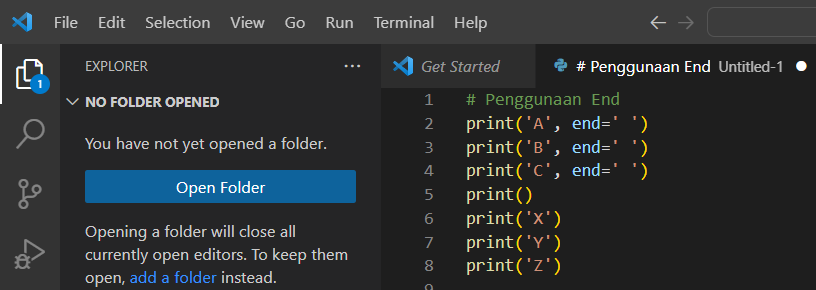 File Edit Selection View Go Run Terminal Help
EXPLORER ...
NO FOLDER OPENED
You have not yet opened a folder.
Open Folder
Opening a folder will close all
currently open editors. To keep them
open, add a folder instead.
1
Get Started
# Penggunaan End Untitled-1
1 # Penggunaan End
2 print('A', end=' ')
3 print('B', end=' ')
4 print('C', end=' ')
5 print()
6 print('X')
7 print('Y')
8 print('Z')
9